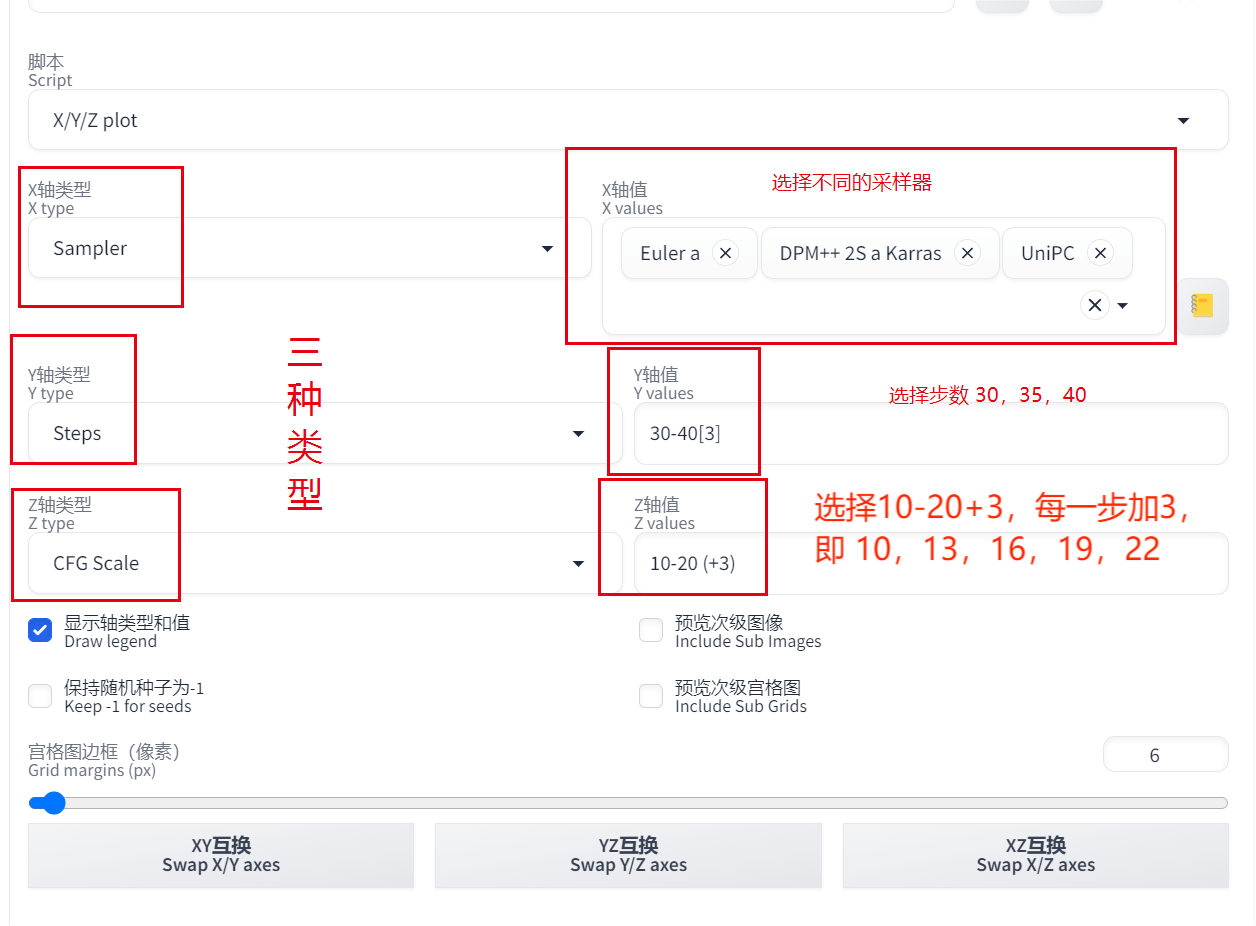 脚本
Script
X/Y/Z plot
X轴类型
X type
Sampler
X轴值
X values
选择不同的采样器
Euler a
DPM++ 2S a Karras
UniPC
三种类型
Y轴类型
Y type
Steps
Y轴值
Y values
30-40[3]
选择步数 30，35，40
Z轴类型
Z type
CFG Scale
Z轴值
Z values
10-20 (+3)
选择10-20+3，每一步加3，
即 10，13，16，19，22
显示轴类型和值
Draw legend
预览次级图像
Include Sub Images
保持随机种子为-1
Keep -1 for seeds
预览次级宫格图
Include Sub Grids
宫格图边框（像素）
Grid margins (px)
6
XY互换
Swap X/Y axes
YZ互换
Swap Y/Z axes
XZ互换
Swap X/Z axes